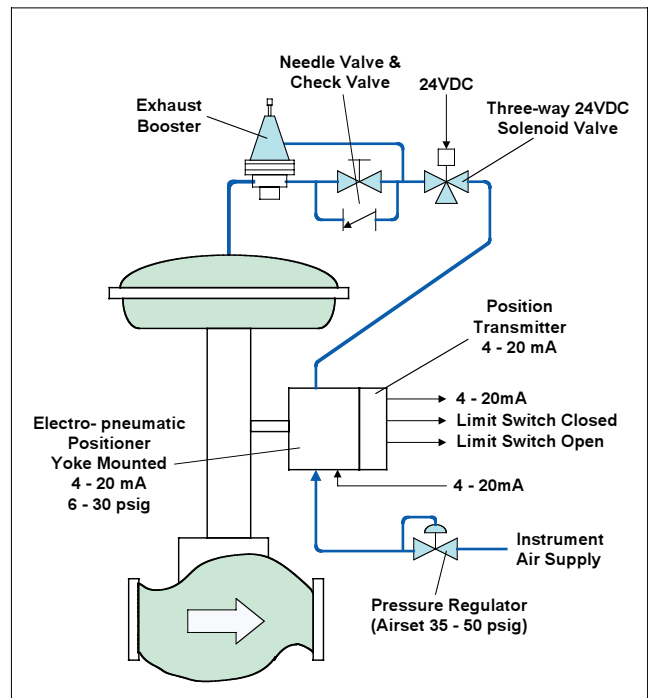 Needle Valve &
Check Valve
24VDC
Exhaust
Booster
Three-way 24VDC
Solenoid Valve
Position
Transmitter
4 - 20 mA
4 - 20mA
Limit Switch Closed
Limit Switch Open
Electro- pneumatic
Positioner
Yoke Mounted
4 - 20 mA
6 - 30 psig
4 - 20mA
Instrument
Air Supply
Pressure Regulator
(Airset 35 - 50 psig)